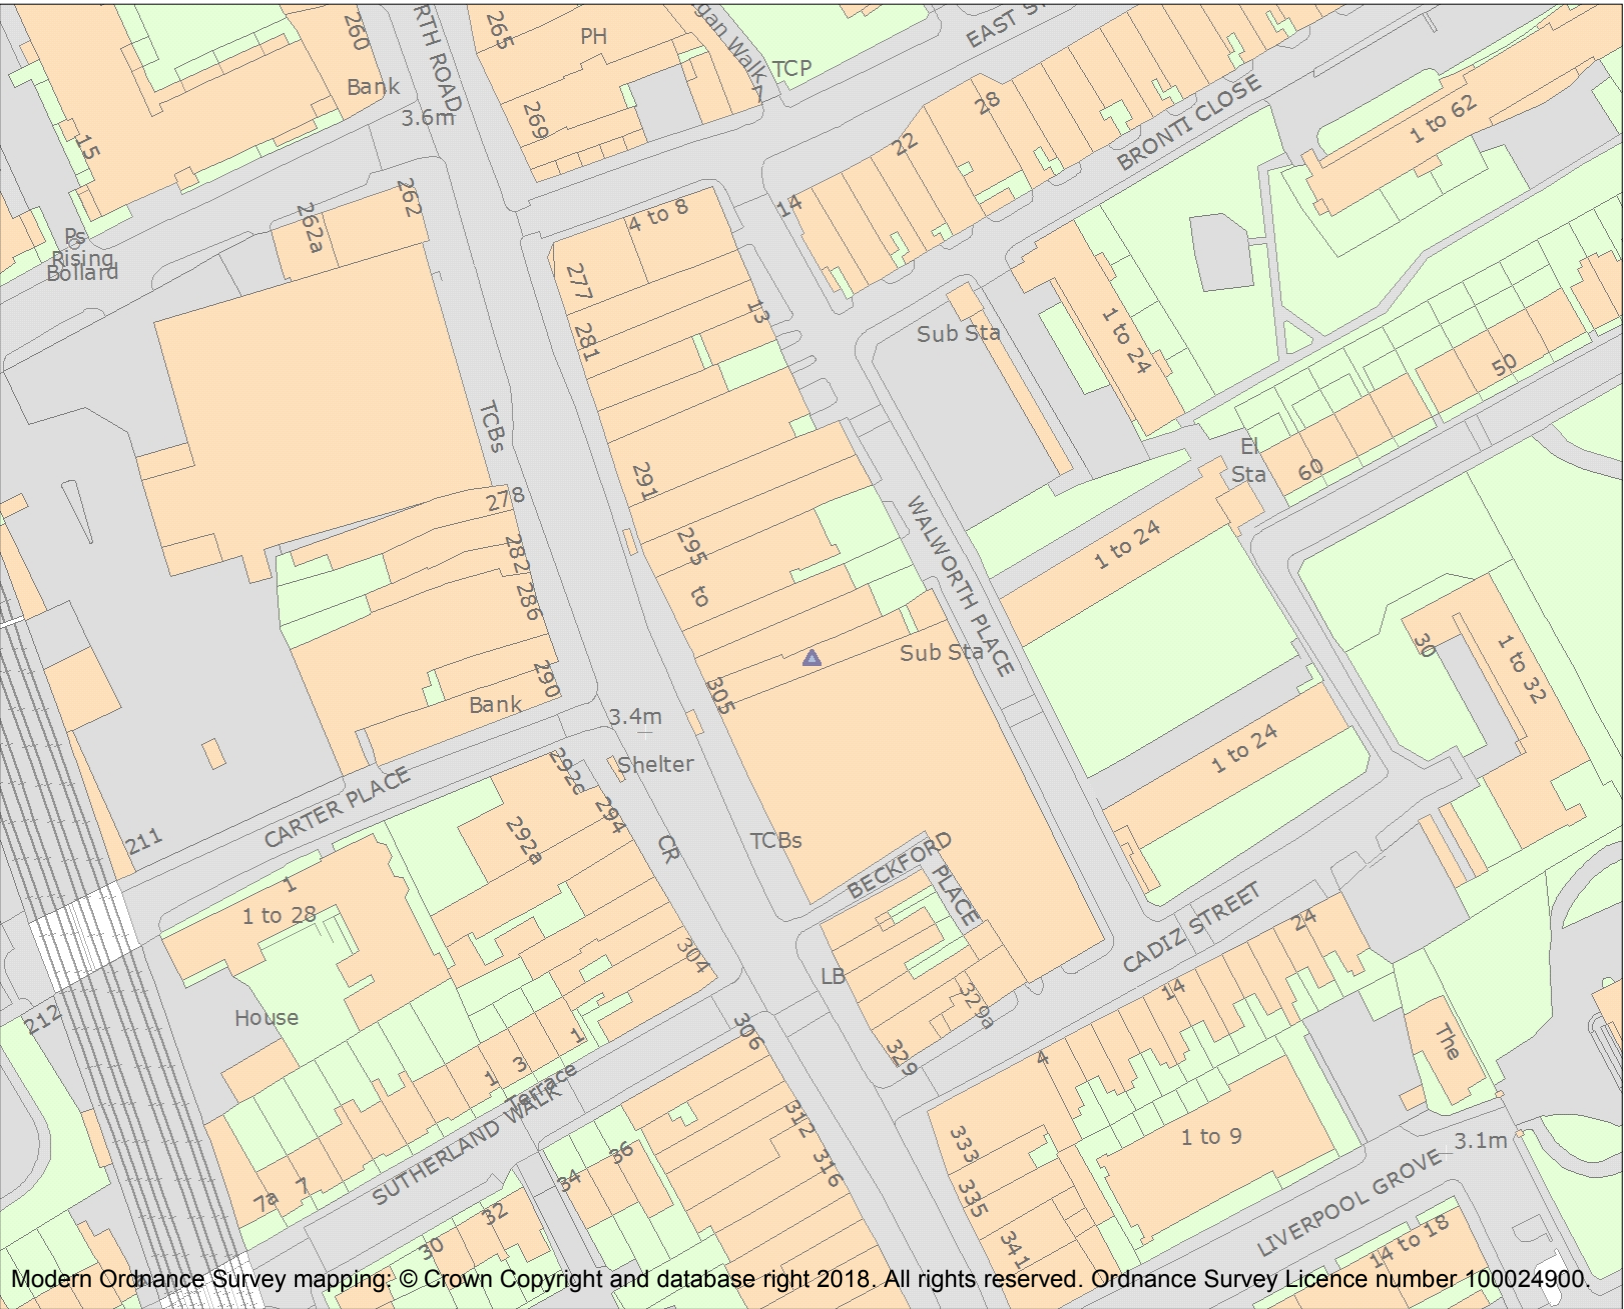 260
RTH ROAD
265
PH
gan Walk
EAST S
Bank
3.6m
269
7
TCP
28
22
BRONTI CLOSE
1 to 62
15
262
262a
4 to 8
14
Ps
Rising
Bollard
277
13
281
Sub Sta
1 to 24
50
TCBs
291
El
Sta
60
278
WALWORTH PLACE
282
295
to
286
1 to 24
30
1 to 32
Sub Sta
290
Bank
305
3.4m
Shelter
1 to 24
292c
294
292a
CARTER PLACE
211
CR
TCBs
BECKFORD
PLACE
1
1 to 28
CADIZ STREET
24
304
LB
14
329a
212
House
306
329
4
The
1
3
1
Terrace
SUTHERLAND WALK
312
333
1 to 9
3.1m
316
36
34
7
7a
335
32
30
341
LIVERPOOL GROVE
14 to 18
Modern Ordnance Survey mapping: © Crown Copyright and database right 2018. All rights reserved. Ordnance Survey Licence number 100024900.